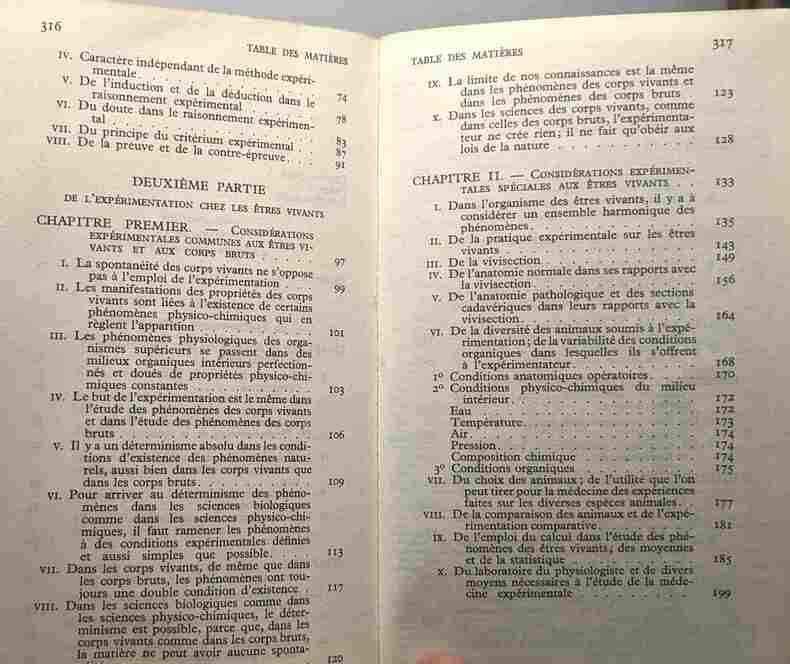 316
TABLE DES MATIÈRES
IV. Caractère indépendant de la méthode expéri-
mentale . . . . . . . . . . . . 74
V. De l'induction et de la déduction dans le
raisonnement expérimental . . . . . . 78
VI. Du doute dans le raisonnement expérimen-
tal . . . . . . . . . . . . . . 83
VII. Du principe du critérium expérimental . . . 87
VIII. De la preuve et de la contre-épreuve. . . . 91
DEUXIÈME PARTIE
DE L'EXPÉRIMENTATION CHEZ LES ÊTRES VIVANTS
CHAPITRE PREMIER. — CONSIDÉRATIONS
EXPÉRIMENTALES COMMUNES AUX ÊTRES VI-
VANTS ET AUX CORPS BRUTS . . . . . . 97
I. La spontanéité des corps vivants ne s'oppose
pas à l'emploi de l'expérimentation . . . . 99
II. Les manifestations des propriétés des corps
vivants sont liées à l'existence de certains
phénomènes physico-chimiques qui en
règlent l'apparition . . . . . . . . . 101
III. Les phénomènes physiologiques des orga-
nismes supérieurs se passent dans des
milieux organiques intérieurs perfection-
nés et doués de propriétés physico-chi-
miques constantes . . . . . . . . . 103
IV. Le but de l'expérimentation est le même dans
l'étude des phénomènes des corps vivants
et dans l'étude des phénomènes des corps
bruts . . . . . . . . . . . . . 106
V. Il y a un déterminisme absolu dans les condi-
tions d'existence des phénomènes natu-
rels, aussi bien dans les corps vivants que
dans les corps bruts. . . . . . . . . 109
VI. Pour arriver au déterminisme des phéno-
mènes dans les sciences biologiques
comme dans les sciences physico-chi-
miques, il faut ramener les phénomènes
à des conditions expérimentales définies
et aussi simples que possible. . . . . . 113
VII. Dans les corps vivants, de même que dans
les corps bruts, les phénomènes ont tou-
jours une double condition d'existence . 117
VIII. Dans les sciences biologiques comme dans
les sciences physico-chimiques, le déter-
minisme est possible, parce que, dans les
corps vivants comme dans les corps bruts,
la matière ne peut avoir aucune sponta-
120
TABLE DES MATIÈRES
317
IX. La limite de nos connaissances est la même
dans les phénomènes des corps vivants et
dans les phénomènes des corps bruts . . 123
X. Dans les sciences des corps vivants, comme
dans celles des corps bruts, l'expérimenta-
teur ne crée rien; il ne fait qu'obéir aux
lois de la nature . . . . . . . . . . 128
CHAPITRE II. — CONSIDÉRATIONS EXPÉRIMEN-
TALES SPÉCIALES AUX ÊTRES VIVANTS . . 133
I. Dans l'organisme des êtres vivants, il y a à
considérer un ensemble harmonique des
phénomènes. . . . . . . . . . . . 135
II. De la pratique expérimentale sur les êtres
vivants . . . . . . . . . . . . . 143
III. De la vivisection . . . . . . . . . . 149
IV. De l'anatomie normale dans ses rapports avec
la vivisection. . . . . . . . . . . . 156
V. De l'anatomie pathologique et des sections
cadavériques dans leurs rapports avec la
vivisection. . . . . . . . . . . . . 164
VI. De la diversité des animaux soumis à l'expé-
rimentation; de la variabilité des conditions
organiques dans lesquelles ils s'offrent
à l'expérimentateur. . . . . . . . . . 168
1º Conditions anatomiques opératoires. . . . 170
2º Conditions physico-chimiques du milieu
intérieur. . . . . . . . . . . . . 172
Eau . . . . . . . . . . . . . . 172
Température. . . . . . . . . . . . 173
Air . . . . . . . . . . . . . . 174
Pression. . . . . . . . . . . . . 174
Composition chimique . . . . . . . . 174
3º Conditions organiques . . . . . . . . 175
VII. Du choix des animaux; de l'utilité que l'on
peut tirer pour la médecine des expériences
faites sur les diverses espèces animales. . . 177
VIII. De la comparaison des animaux et de l'expé-
rimentation comparative. . . . . . . . 181
IX. De l'emploi du calcul dans l'étude des phé-
nomènes des êtres vivants; des moyennes
et de la statistique . . . . . . . . . 185
X. Du laboratoire du physiologiste et de divers
moyens nécessaires à l'étude de la méde-
cine expérimentale . . . . . . . . . 199